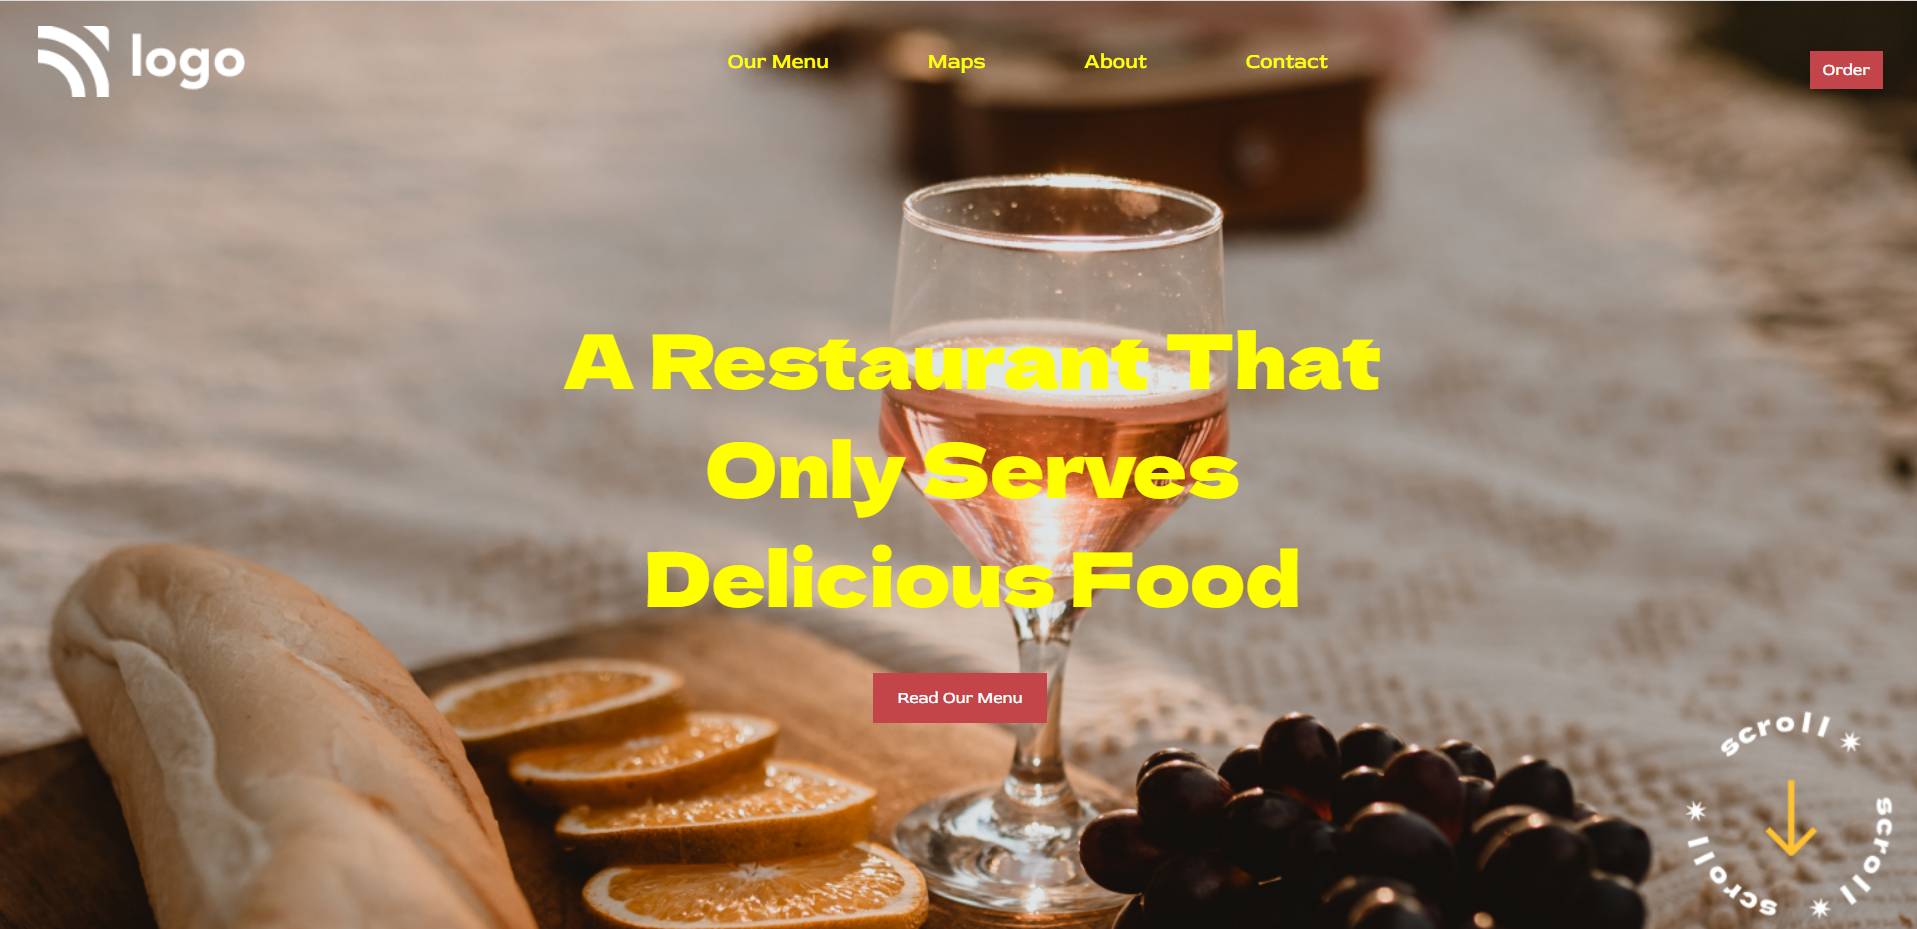 logo
Our Menu
Maps
About
Contact
Order
A Restaurant That
Only Serves
Delicious Food
Read Our Menu
scroll
scroll
scroll